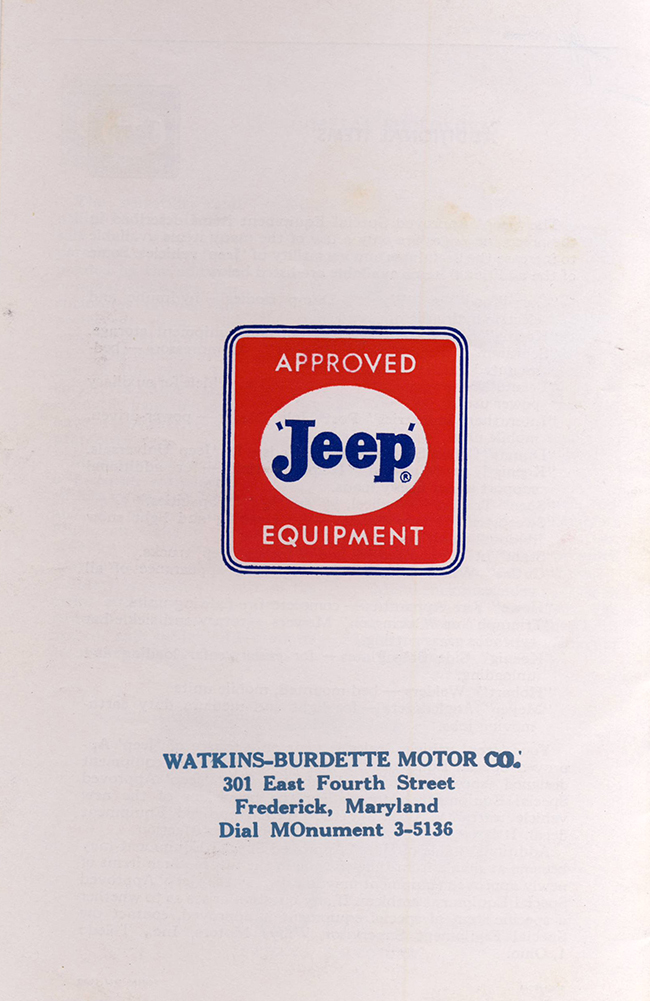 APPROVED
'Jeep'®
EQUIPMENT
WATKINS-BURDETTE MOTOR CO.
301 East Fourth Street
Frederick, Maryland
Dial MOnument 3-5136